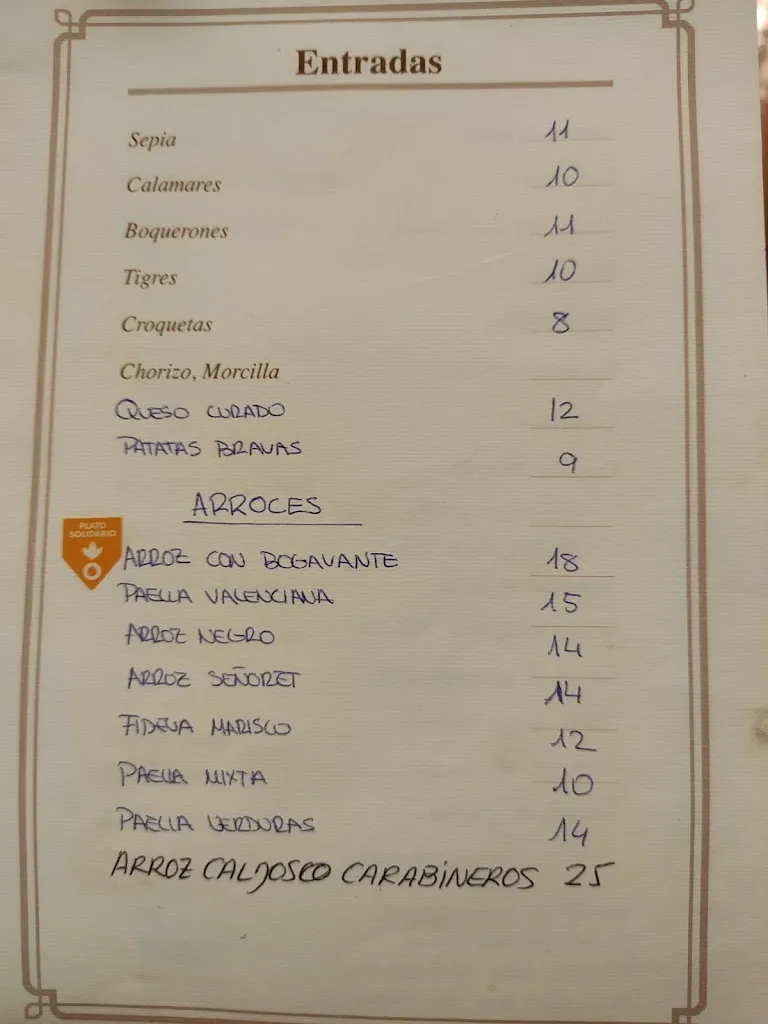 Entradas
Sepia 11
Calamares 10
Boquerones 11
Tigres 10
Croquetas 8
Chorizo, Morcilla
QUESO CURADO 12
PATATAS BRAVAS 9
ARROCES
PLATO
SOLIDARIO
ARROZ CON BOGAVANTE 18
PAELLA VALENCIANA 15
ARROZ NEGRO 14
ARROZ SEÑORET 14
FIDEUA MARISCO 12
PAELLA MIXTA 10
PAELLA VERDURAS 14
ARROZ CALDOSCO CARABINEROS 25